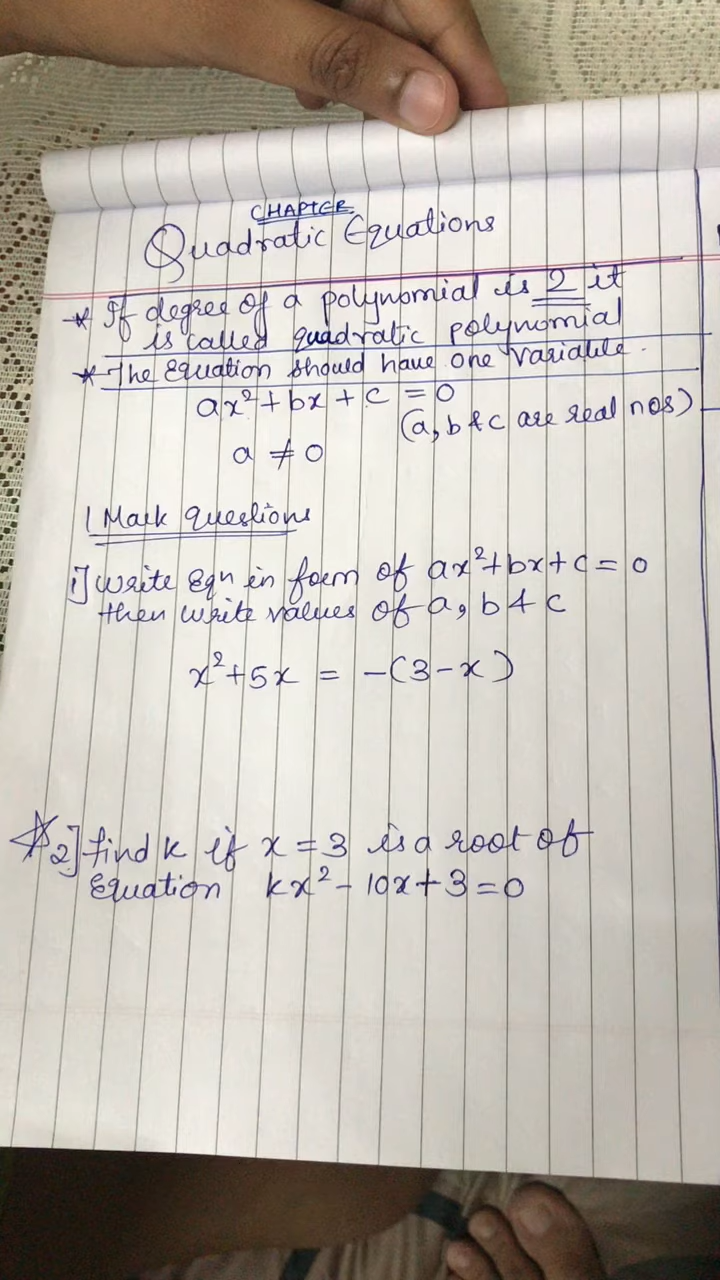 CHAPTER
Quadratic Equations
* If degree of a polynomial is 2 it
is called quadratic polynomial
* The Equation should have one variable.
ax²+bx+c = 0
(a, b & c are real nos)
a ≠ 0
1 Mark questions
1] Write Eqn in form of ax²+bx+c = 0
then write values of a, b & c
x²+5x = -(3-x)
☆ 2] find k if x = 3 is a root of
Equation kx² - 10x + 3 = 0